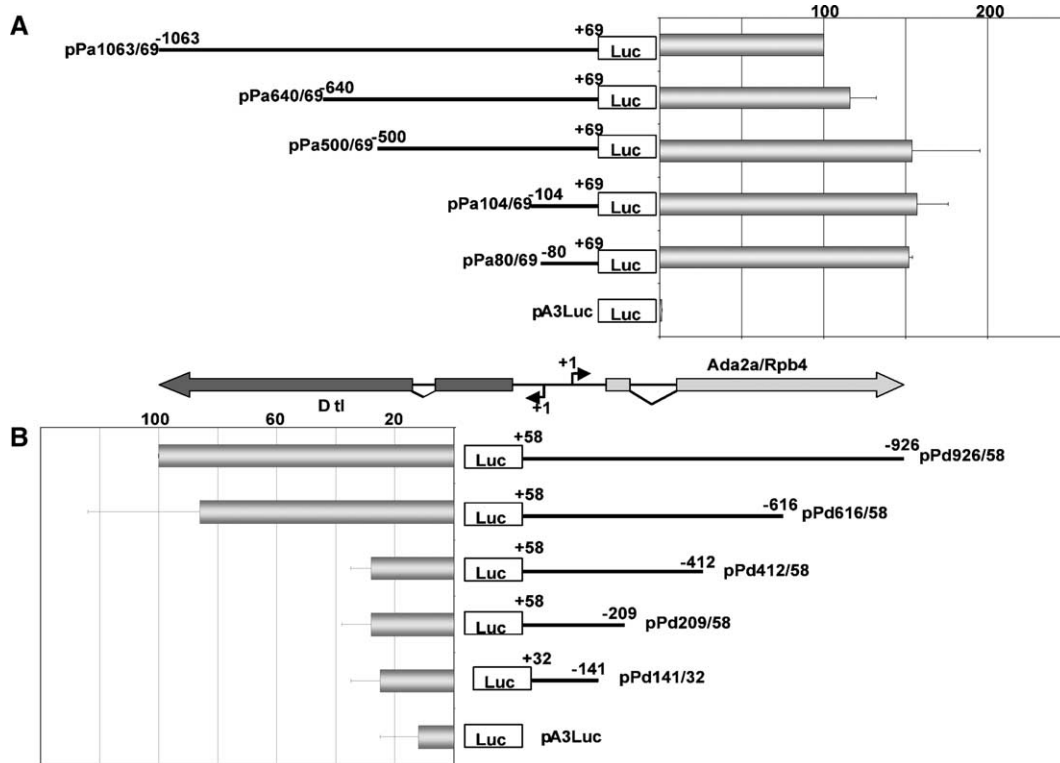 A
100 200
pPa1063/69 -1063 +69 Luc
pPa640/69 -640 +69 Luc
pPa500/69 -500 +69 Luc
pPa104/69 -104 +69 Luc
pPa80/69 -80 +69 Luc
pA3Luc Luc
Ada2a/Rpb4
+1
+1
D tl
B
100 60 20
Luc +58 -926 pPd926/58
Luc +58 -616 pPd616/58
Luc +58 -412 pPd412/58
Luc +58 -209 pPd209/58
Luc +32 -141 pPd141/32
Luc pA3Luc